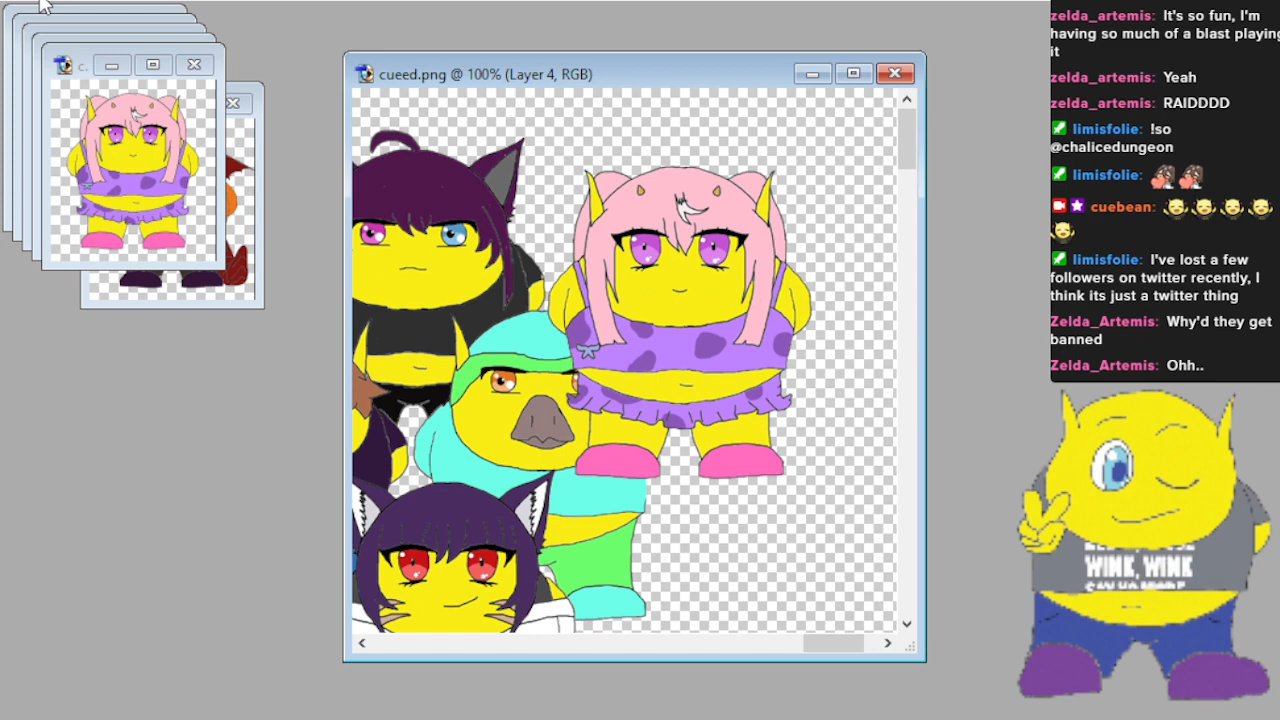 c.
cueed.png @ 100% (Layer 4, RGB)
zelda_artemis: It's so fun, I'm
having so much of a blast playing
it
zelda_artemis: Yeah
zelda_artemis: RAIDDDD
limisfolie: !so
@chalicedungeon
limisfolie:
cuebean:
limisfolie: I've lost a few
followers on twitter recently, I
think its just a twitter thing
Zelda_Artemis: Why'd they get
banned
Zelda_Artemis: Ohh..
WINK, WINK